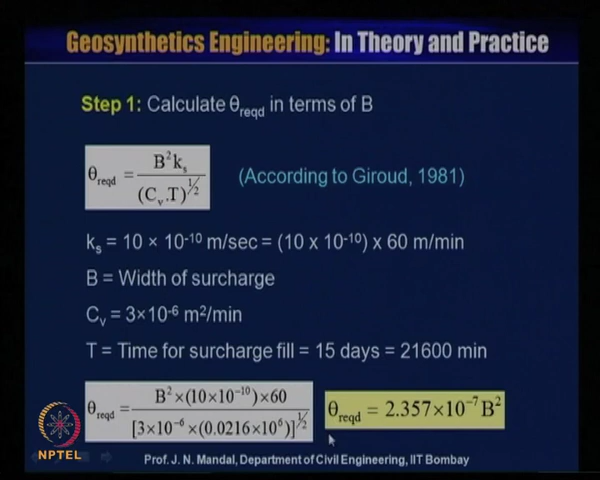 Geosynthetics Engineering: In Theory and Practice
Step 1: Calculate θreqd in terms of B
θreqd = B²ks / (Cv.T)^½ (According to Giroud, 1981)
ks = 10 × 10⁻¹⁰ m/sec = (10 x 10⁻¹⁰) x 60 m/min
B = Width of surcharge
Cv = 3×10⁻⁶ m²/min
T = Time for surcharge fill = 15 days = 21600 min
θreqd = B²×(10×10⁻¹⁰)×60 / [3×10⁻⁶×(0.0216×10⁶)]^½ θreqd = 2.357×10⁻⁷B²
NPTEL
Prof. J. N. Mandal, Department of Civil Engineering, IIT Bombay